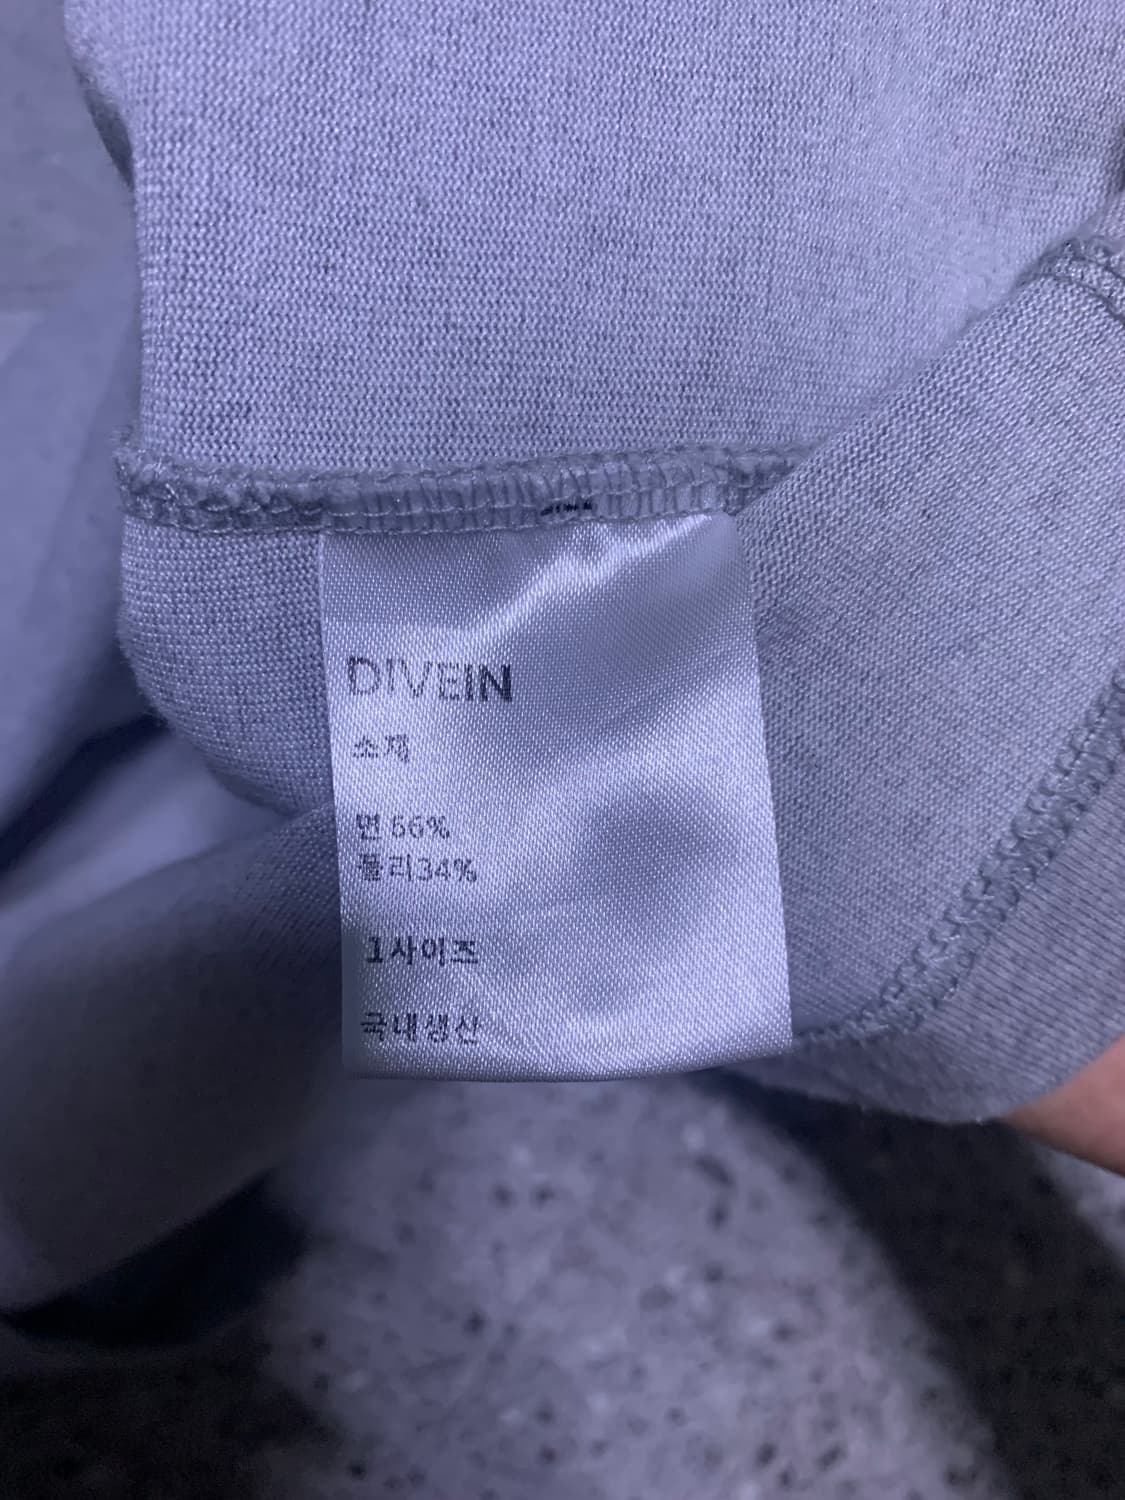 DIVEIN
소재
면 66%
폴리34%
1사이즈
국내생산